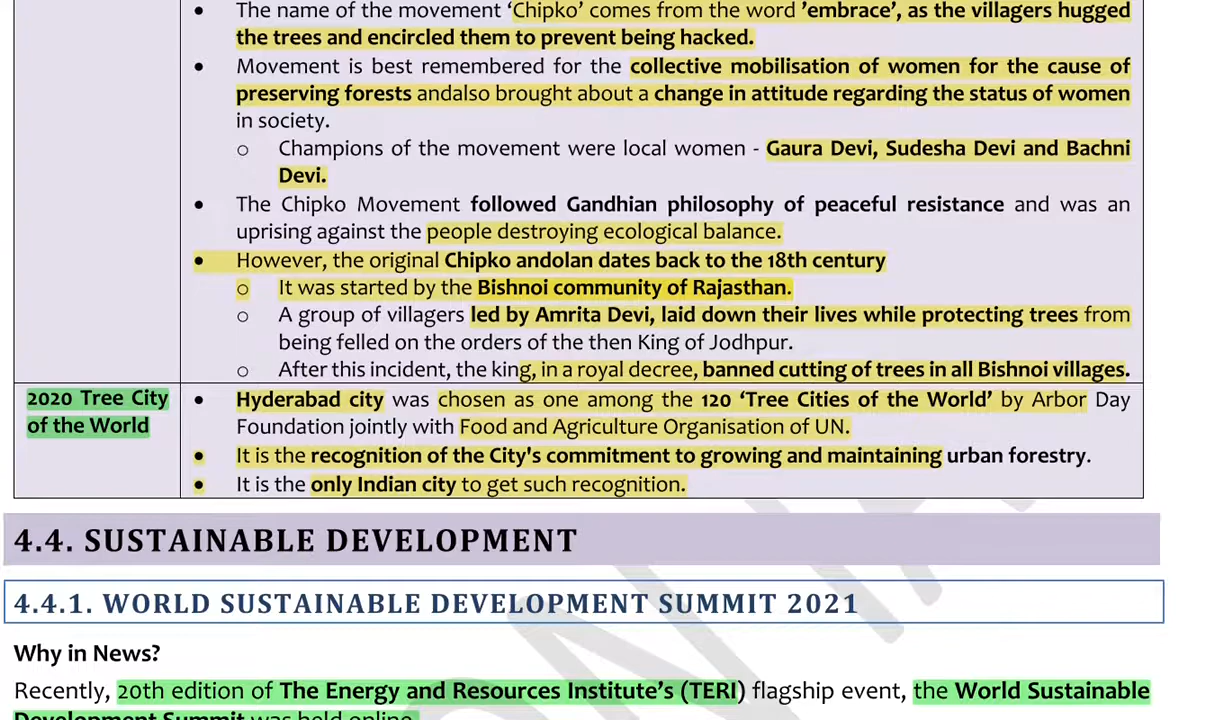 • The name of the movement ‘Chipko’ comes from the word ’embrace’, as the villagers hugged
the trees and encircled them to prevent being hacked.
• Movement is best remembered for the collective mobilisation of women for the cause of
preserving forests andalso brought about a change in attitude regarding the status of women
in society.
o Champions of the movement were local women - Gaura Devi, Sudesha Devi and Bachni
Devi.
• The Chipko Movement followed Gandhian philosophy of peaceful resistance and was an
uprising against the people destroying ecological balance.
• However, the original Chipko andolan dates back to the 18th century
o It was started by the Bishnoi community of Rajasthan.
o A group of villagers led by Amrita Devi, laid down their lives while protecting trees from
being felled on the orders of the then King of Jodhpur.
o After this incident, the king, in a royal decree, banned cutting of trees in all Bishnoi villages.
2020 Tree City
of the World
• Hyderabad city was chosen as one among the 120 ‘Tree Cities of the World’ by Arbor Day
Foundation jointly with Food and Agriculture Organisation of UN.
• It is the recognition of the City's commitment to growing and maintaining urban forestry.
• It is the only Indian city to get such recognition.
4.4. SUSTAINABLE DEVELOPMENT
4.4.1. WORLD SUSTAINABLE DEVELOPMENT SUMMIT 2021
Why in News?
Recently, 20th edition of The Energy and Resources Institute’s (TERI) flagship event, the World Sustainable
Development Summit was held online.